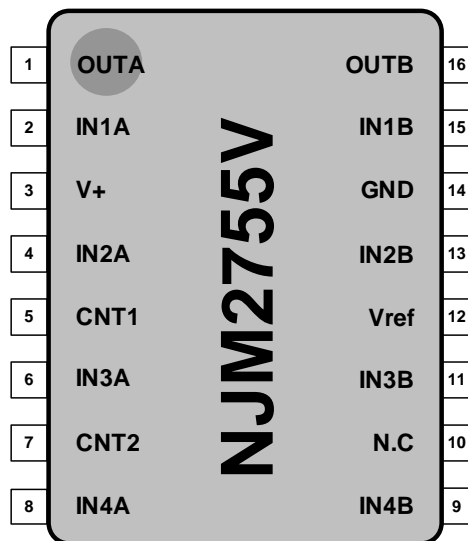 1 OUTA OUTB 16
2 IN1A IN1B 15
3 V+ GND 14
4 IN2A IN2B 13
5 CNT1 Vref 12
6 IN3A IN3B 11
7 CNT2 N.C 10
8 IN4A IN4B 9
NJM2755V